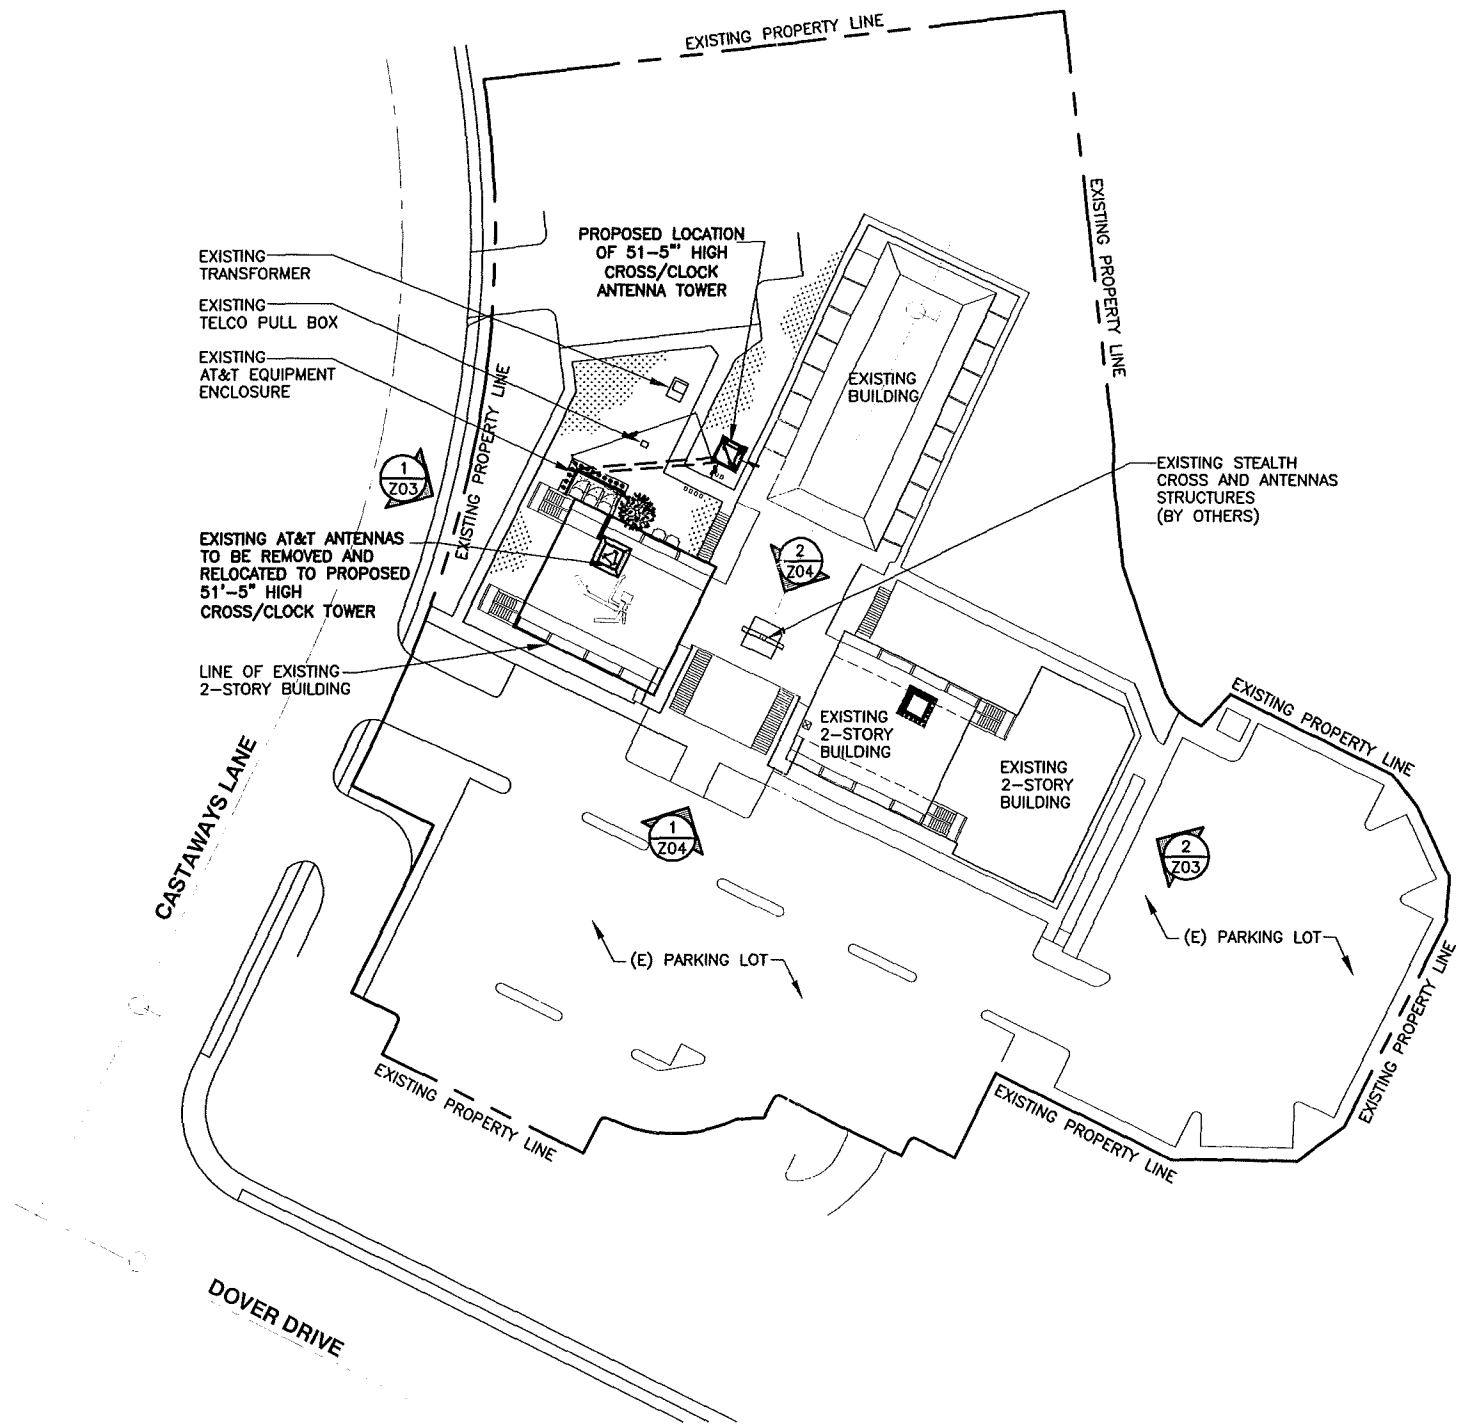 EXISTING PROPERTY LINE
EXISTING PROPERTY LINE
PROPOSED LOCATION
OF 51-5"' HIGH
CROSS/CLOCK
ANTENNA TOWER
EXISTING
TRANSFORMER
EXISTING
TELCO PULL BOX
EXISTING
AT&T EQUIPMENT
ENCLOSURE
EXISTING PROPERTY LINE
EXISTING
BUILDING
1
Z03
EXISTING STEALTH
CROSS AND ANTENNAS
STRUCTURES
(BY OTHERS)
EXISTING AT&T ANTENNAS
TO BE REMOVED AND
RELOCATED TO PROPOSED
51'-5" HIGH
CROSS/CLOCK TOWER
2
Z04
LINE OF EXISTING
2-STORY BUILDING
EXISTING
2-STORY
BUILDING
EXISTING
2-STORY
BUILDING
EXISTING PROPERTY LINE
CASTAWAYS LANE
1
Z04
2
Z03
(E) PARKING LOT
(E) PARKING LOT
EXISTING PROPERTY LINE
EXISTING PROPERTY LINE
EXISTING PROPERTY LINE
DOVER DRIVE